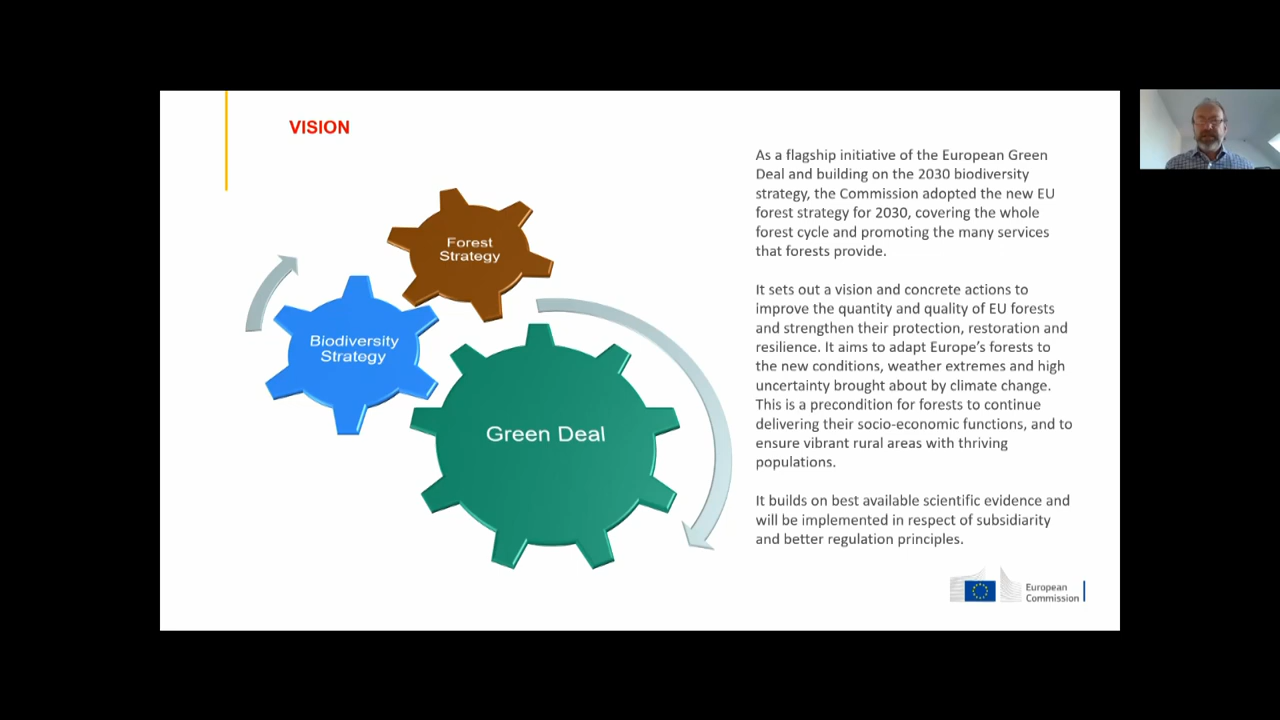 VISION
Forest
Strategy
Biodiversity
Strategy
Green Deal
As a flagship initiative of the European Green
Deal and building on the 2030 biodiversity
strategy, the Commission adopted the new EU
forest strategy for 2030, covering the whole
forest cycle and promoting the many services
that forests provide.
It sets out a vision and concrete actions to
improve the quantity and quality of EU forests
and strengthen their protection, restoration and
resilience. It aims to adapt Europe’s forests to
the new conditions, weather extremes and high
uncertainty brought about by climate change.
This is a precondition for forests to continue
delivering their socio-economic functions, and to
ensure vibrant rural areas with thriving
populations.
It builds on best available scientific evidence and
will be implemented in respect of subsidiarity
and better regulation principles.
European
Commission